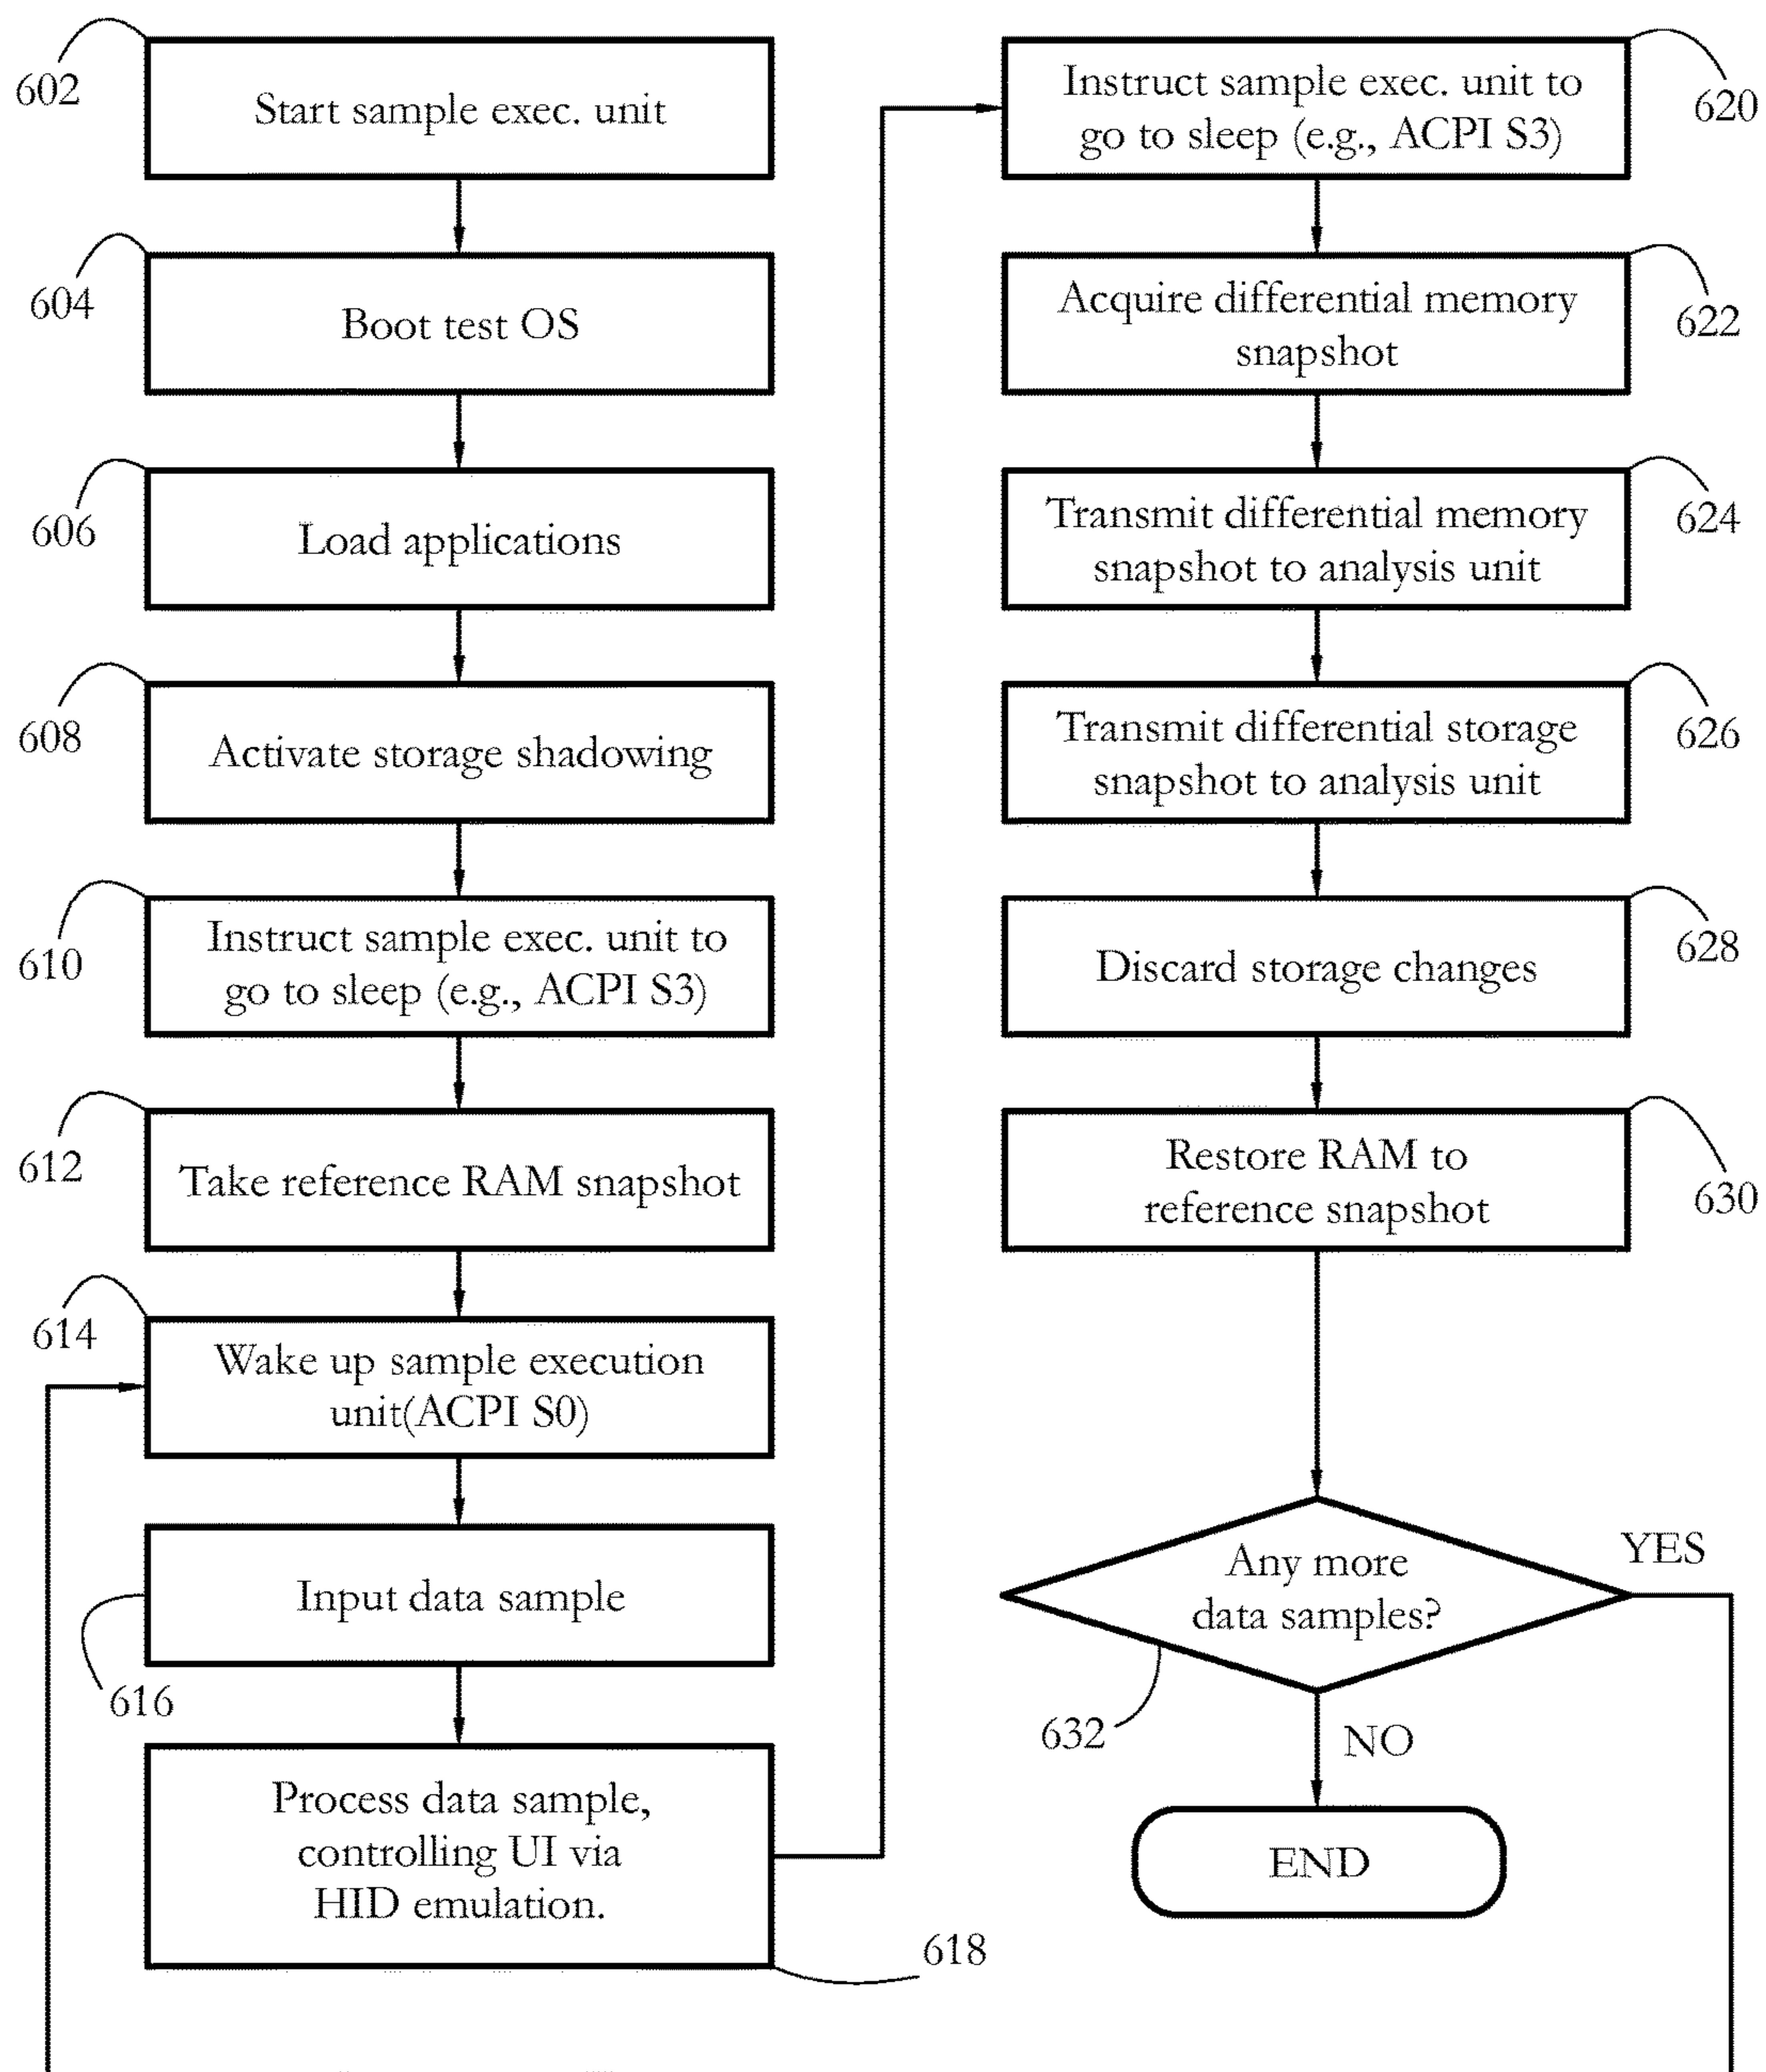 602
Start sample exec. unit
604
Boot test OS
606
Load applications
608
Activate storage shadowing
610
Instruct sample exec. unit to
go to sleep (e.g., ACPI S3)
612
Take reference RAM snapshot
614
Wake up sample execution
unit(ACPI S0)
Input data sample
616
Process data sample,
controlling UI via
HID emulation.
618
Instruct sample exec. unit to
go to sleep (e.g., ACPI S3)
620
Acquire differential memory
snapshot
622
Transmit differential memory
snapshot to analysis unit
624
Transmit differential storage
snapshot to analysis unit
626
Discard storage changes
628
Restore RAM to
reference snapshot
630
Any more
data samples?
YES
632
NO
END